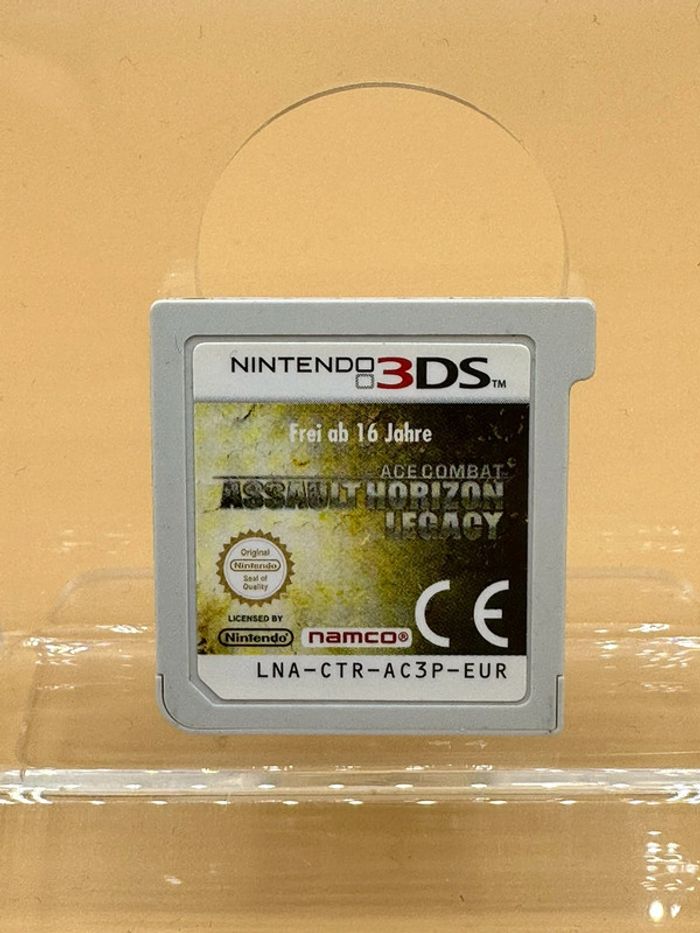 NINTENDO 3DS™
Frei ab 16 Jahre
ACE COMBAT
ASSAULT HORIZON
LEGACY
Original
Nintendo
Seal of
Quality
LICENSED BY
Nintendo
namco®
CE
LNA-CTR-AC3P-EUR